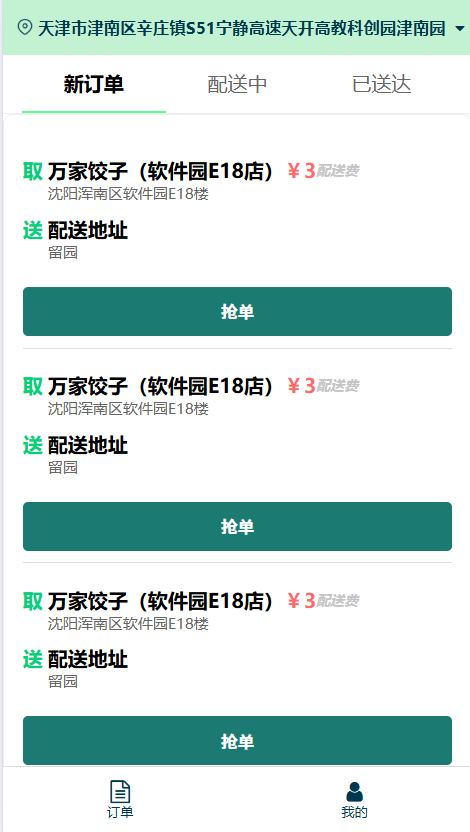 天津市津南区辛庄镇S51宁静高速天开高教科创园津南园
新订单 配送中 已送达
取 万家饺子（软件园E18店） ¥ 3配送费
沈阳浑南区软件园E18楼
送 配送地址
留园
抢单
取 万家饺子（软件园E18店） ¥ 3配送费
沈阳浑南区软件园E18楼
送 配送地址
留园
抢单
取 万家饺子（软件园E18店） ¥ 3配送费
沈阳浑南区软件园E18楼
送 配送地址
留园
抢单
订单 我的